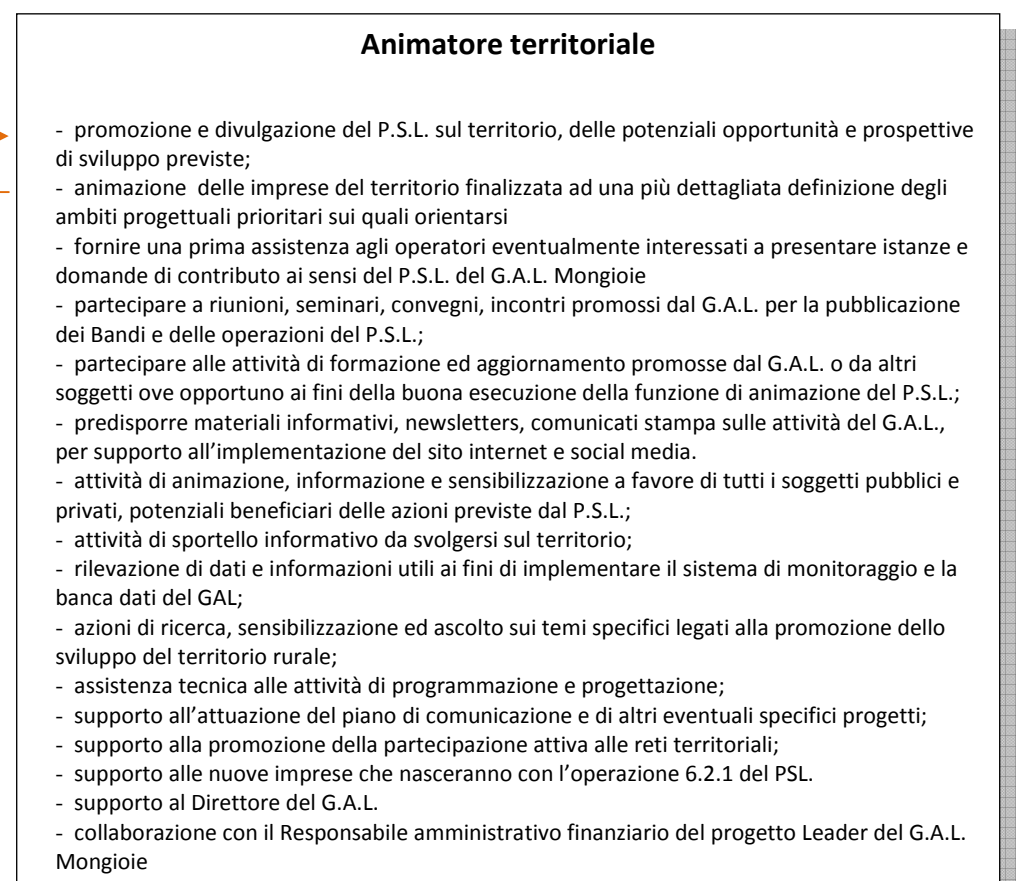 Animatore territoriale
- promozione e divulgazione del P.S.L. sul territorio, delle potenziali opportunità e prospettive
di sviluppo previste;
- animazione delle imprese del territorio finalizzata ad una più dettagliata definizione degli
ambiti progettuali prioritari sui quali orientarsi
- fornire una prima assistenza agli operatori eventualmente interessati a presentare istanze e
domande di contributo ai sensi del P.S.L. del G.A.L. Mongioie
- partecipare a riunioni, seminari, convegni, incontri promossi dal G.A.L. per la pubblicazione
dei Bandi e delle operazioni del P.S.L.;
- partecipare alle attività di formazione ed aggiornamento promosse dal G.A.L. o da altri
soggetti ove opportuno ai fini della buona esecuzione della funzione di animazione del P.S.L.;
- predisporre materiali informativi, newsletters, comunicati stampa sulle attività del G.A.L.,
per supporto all’implementazione del sito internet e social media.
- attività di animazione, informazione e sensibilizzazione a favore di tutti i soggetti pubblici e
privati, potenziali beneficiari delle azioni previste dal P.S.L.;
- attività di sportello informativo da svolgersi sul territorio;
- rilevazione di dati e informazioni utili ai fini di implementare il sistema di monitoraggio e la
banca dati del GAL;
- azioni di ricerca, sensibilizzazione ed ascolto sui temi specifici legati alla promozione dello
sviluppo del territorio rurale;
- assistenza tecnica alle attività di programmazione e progettazione;
- supporto all’attuazione del piano di comunicazione e di altri eventuali specifici progetti;
- supporto alla promozione della partecipazione attiva alle reti territoriali;
- supporto alle nuove imprese che nasceranno con l’operazione 6.2.1 del PSL.
- supporto al Direttore del G.A.L.
- collaborazione con il Responsabile amministrativo finanziario del progetto Leader del G.A.L.
Mongioie